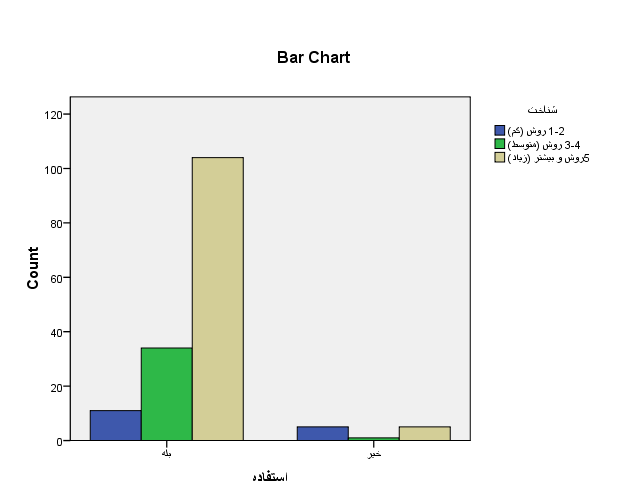 Bar Chart
شناخت
1-2 روش (کم)
3-4 روش (متوسط)
5روش و بیشتر (زیاد)
Count
120
100
80
60
40
20
0
بله
خیر
استفاده